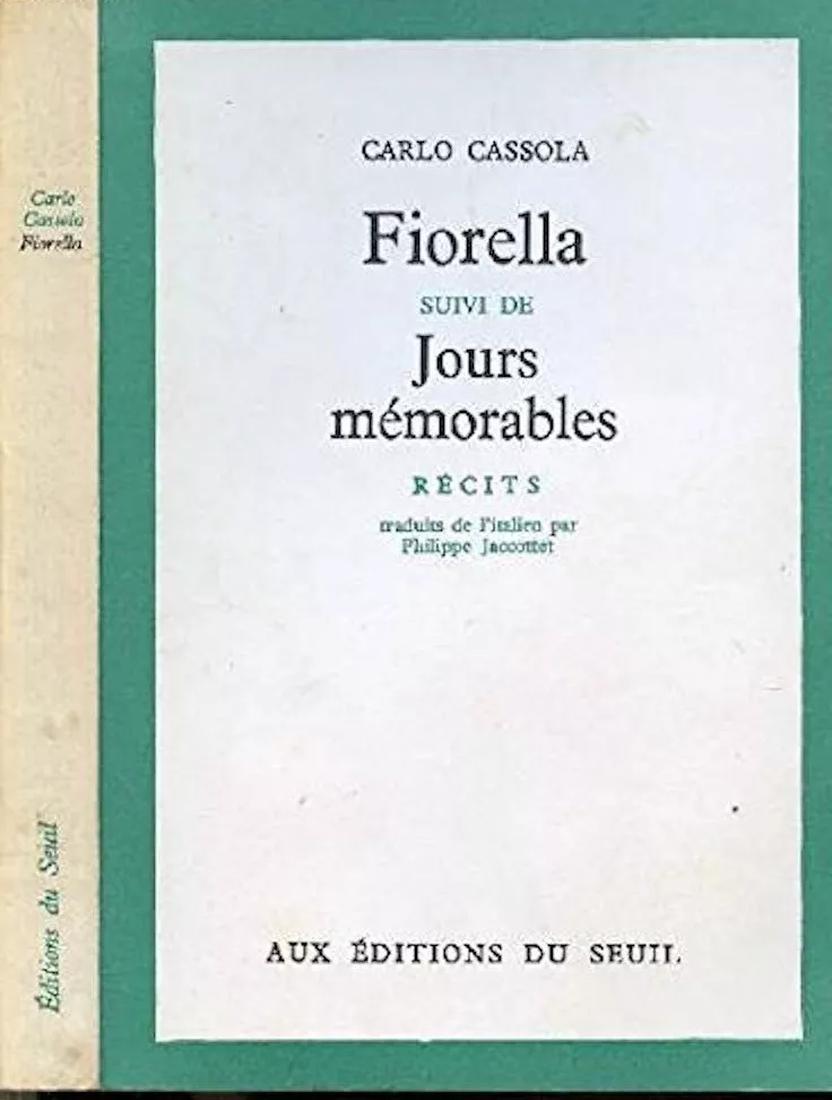 Carlo
Cassola
Fiorella
Éditions du Seuil
CARLO CASSOLA
Fiorella
SUIVI DE
Jours
mémorables
RÉCITS
traduits de l'italien par
Philippe Jaccottet
AUX ÉDITIONS DU SEUIL